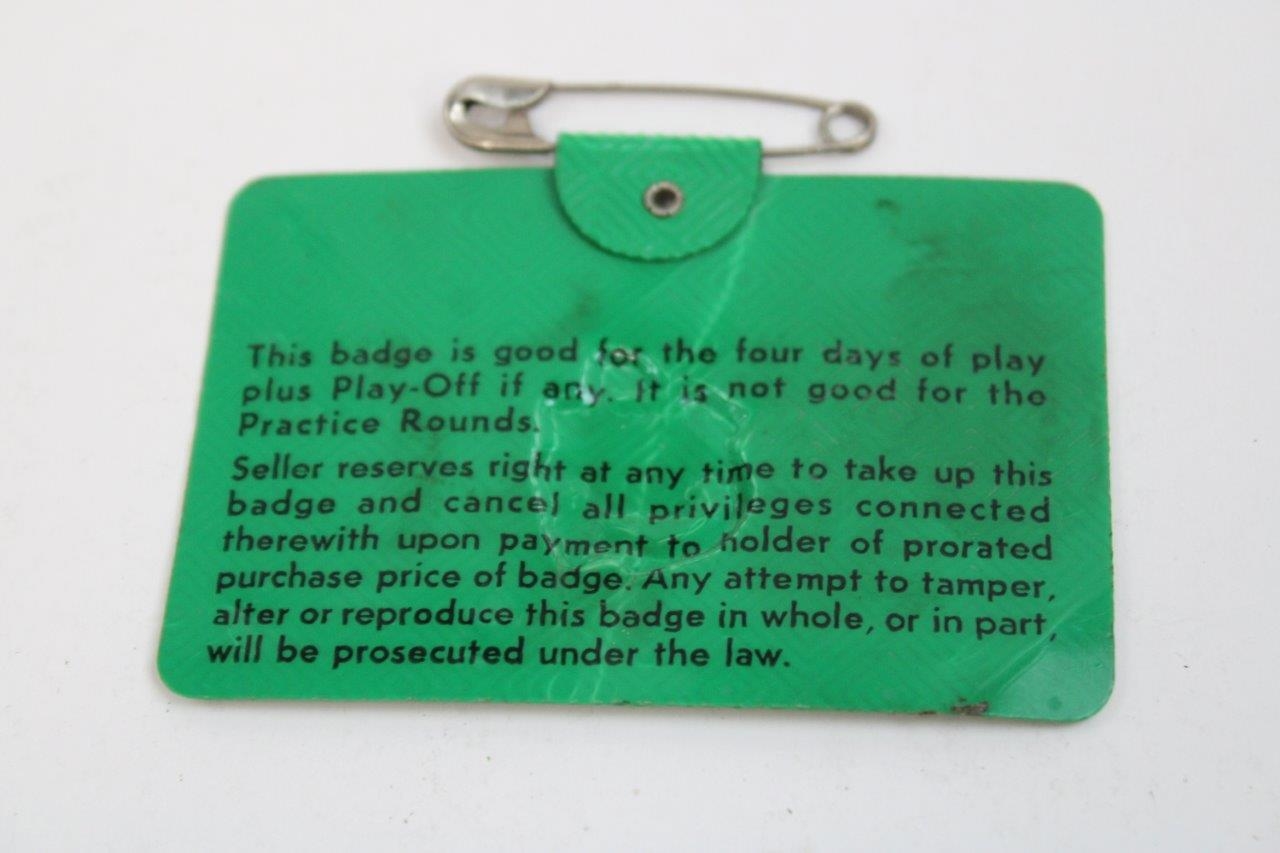 This badge is good for the four days of play
plus Play-Off if any. It is not good for the
Practice Rounds.
Seller reserves right at any time to take up this
badge and cancel all privileges connected
therewith upon payment to holder of prorated
purchase price of badge. Any attempt to tamper,
alter or reproduce this badge in whole, or in part,
will be prosecuted under the law.